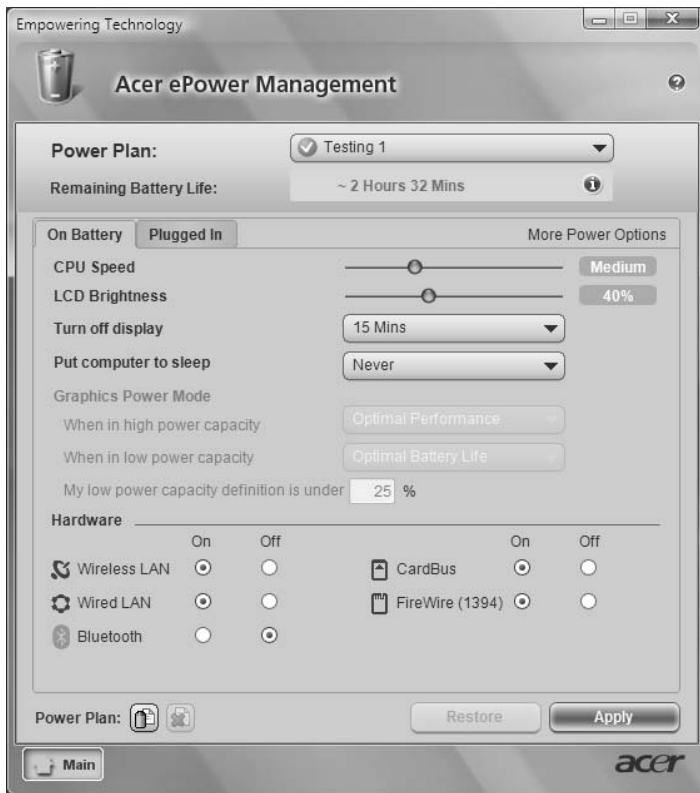 Empowering Technology
Acer ePower Management
Power Plan: Testing 1
Remaining Battery Life: ~ 2 Hours 32 Mins
On Battery Plugged In More Power Options
CPU Speed Medium
LCD Brightness 40%
Turn off display 15 Mins
Put computer to sleep Never
Graphics Power Mode
When in high power capacity Optimal Performance
When in low power capacity Optimal Battery Life
My low power capacity definition is under 25 %
Hardware
On Off On Off
Wireless LAN CardBus
Wired LAN FireWire (1394)
Bluetooth
Power Plan: Restore Apply
Main acer